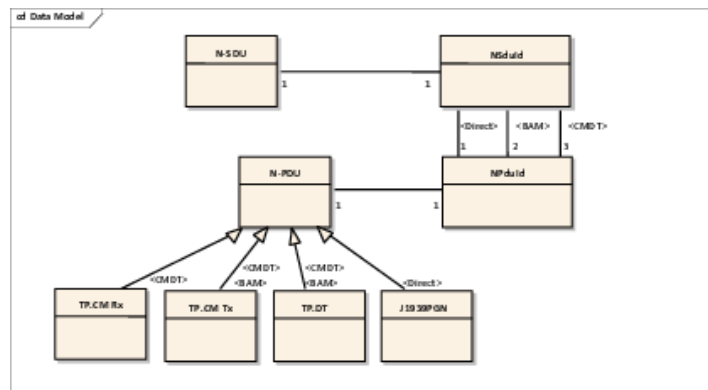 cd Data Model
N-SDU
NSduId
1
1
<Direct>
<BAM>
<CMDT>
1
2
3
N-PDU
NPduId
1
1
<CMDT>
<CMDT>
<BAM>
<CMDT>
<BAM>
<Direct>
TP.CM Rx
TP.CM Tx
TP.DT
J1939PGN